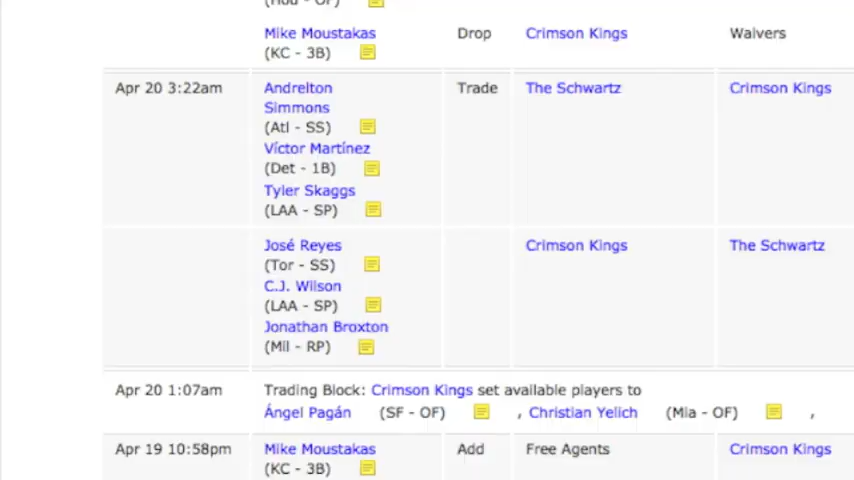 (Hou - OF)
Mike Moustakas Drop Crimson Kings Waivers
(KC - 3B)
Apr 20 3:22am Andrelton Trade The Schwartz Crimson Kings
Simmons
(Atl - SS)
Víctor Martínez
(Det - 1B)
Tyler Skaggs
(LAA - SP)
José Reyes Crimson Kings The Schwartz
(Tor - SS)
C.J. Wilson
(LAA - SP)
Jonathan Broxton
(Mil - RP)
Apr 20 1:07am Trading Block: Crimson Kings set available players to
Ángel Pagán (SF - OF) , Christian Yelich (Mia - OF) ,
Apr 19 10:58pm Mike Moustakas Add Free Agents Crimson Kings
(KC - 3B)